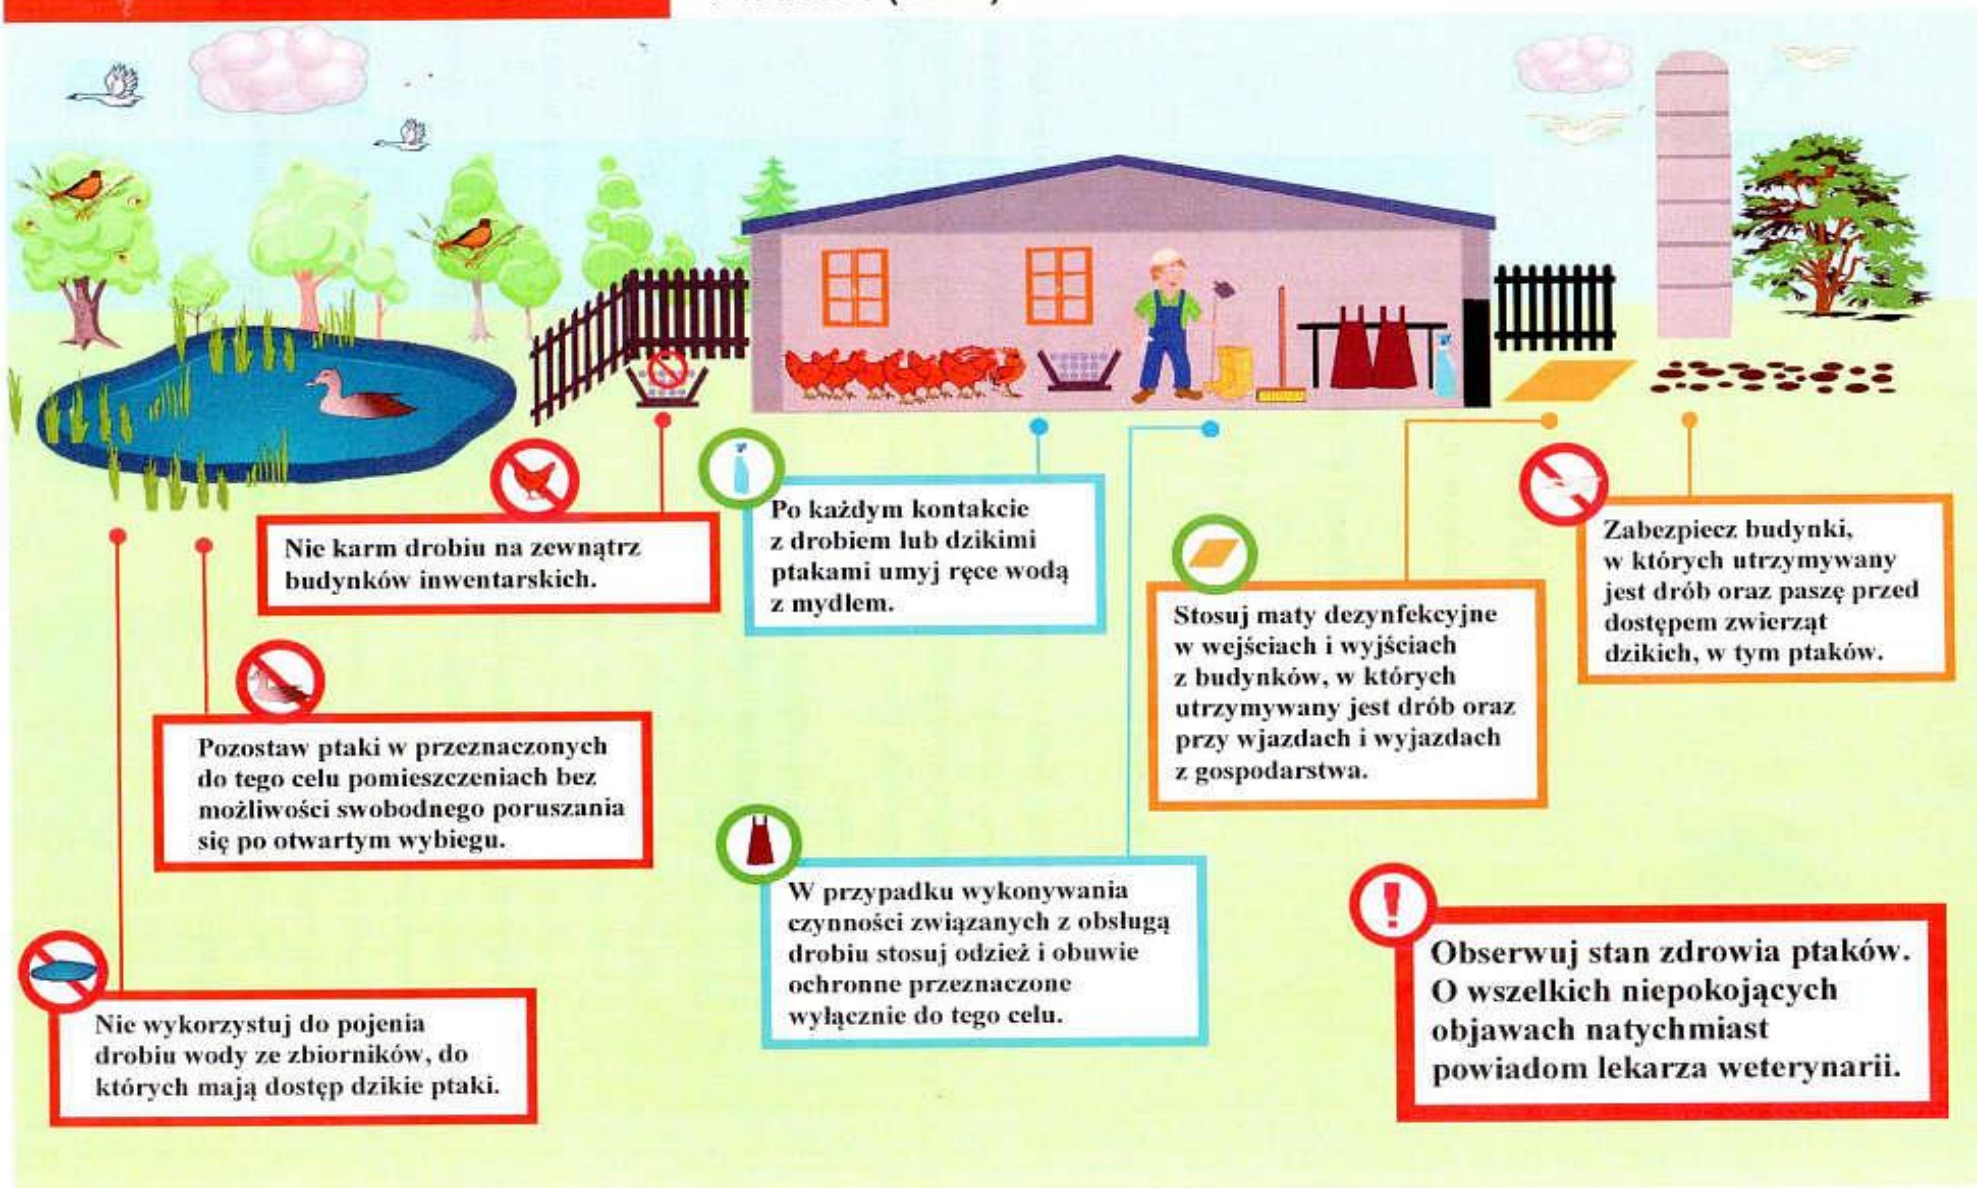 Nie karm drobiu na zewnątrz
budynków inwentarskich.
Po każdym kontakcie
z drobiem lub dzikimi
ptakami umyj ręce wodą
z mydłem.
Zabezpiecz budynki,
w których utrzymywany
jest drób oraz paszę przed
dostępem zwierząt
dzikich, w tym ptaków.
Stosuj maty dezynfekcyjne
w wejściach i wyjściach
z budynków, w których
utrzymywany jest drób oraz
przy wjazdach i wyjazdach
z gospodarstwa.
Pozostaw ptaki w przeznaczonych
do tego celu pomieszczeniach bez
możliwości swobodnego poruszania
się po otwartym wybiegu.
W przypadku wykonywania
czynności związanych z obsługą
drobiu stosuj odzież i obuwie
ochronne przeznaczone
wyłącznie do tego celu.
Obserwuj stan zdrowia ptaków.
O wszelkich niepokojących
objawach natychmiast
powiadom lekarza weterynarii.
Nie wykorzystuj do pojenia
drobiu wody ze zbiorników, do
których mają dostęp dzikie ptaki.